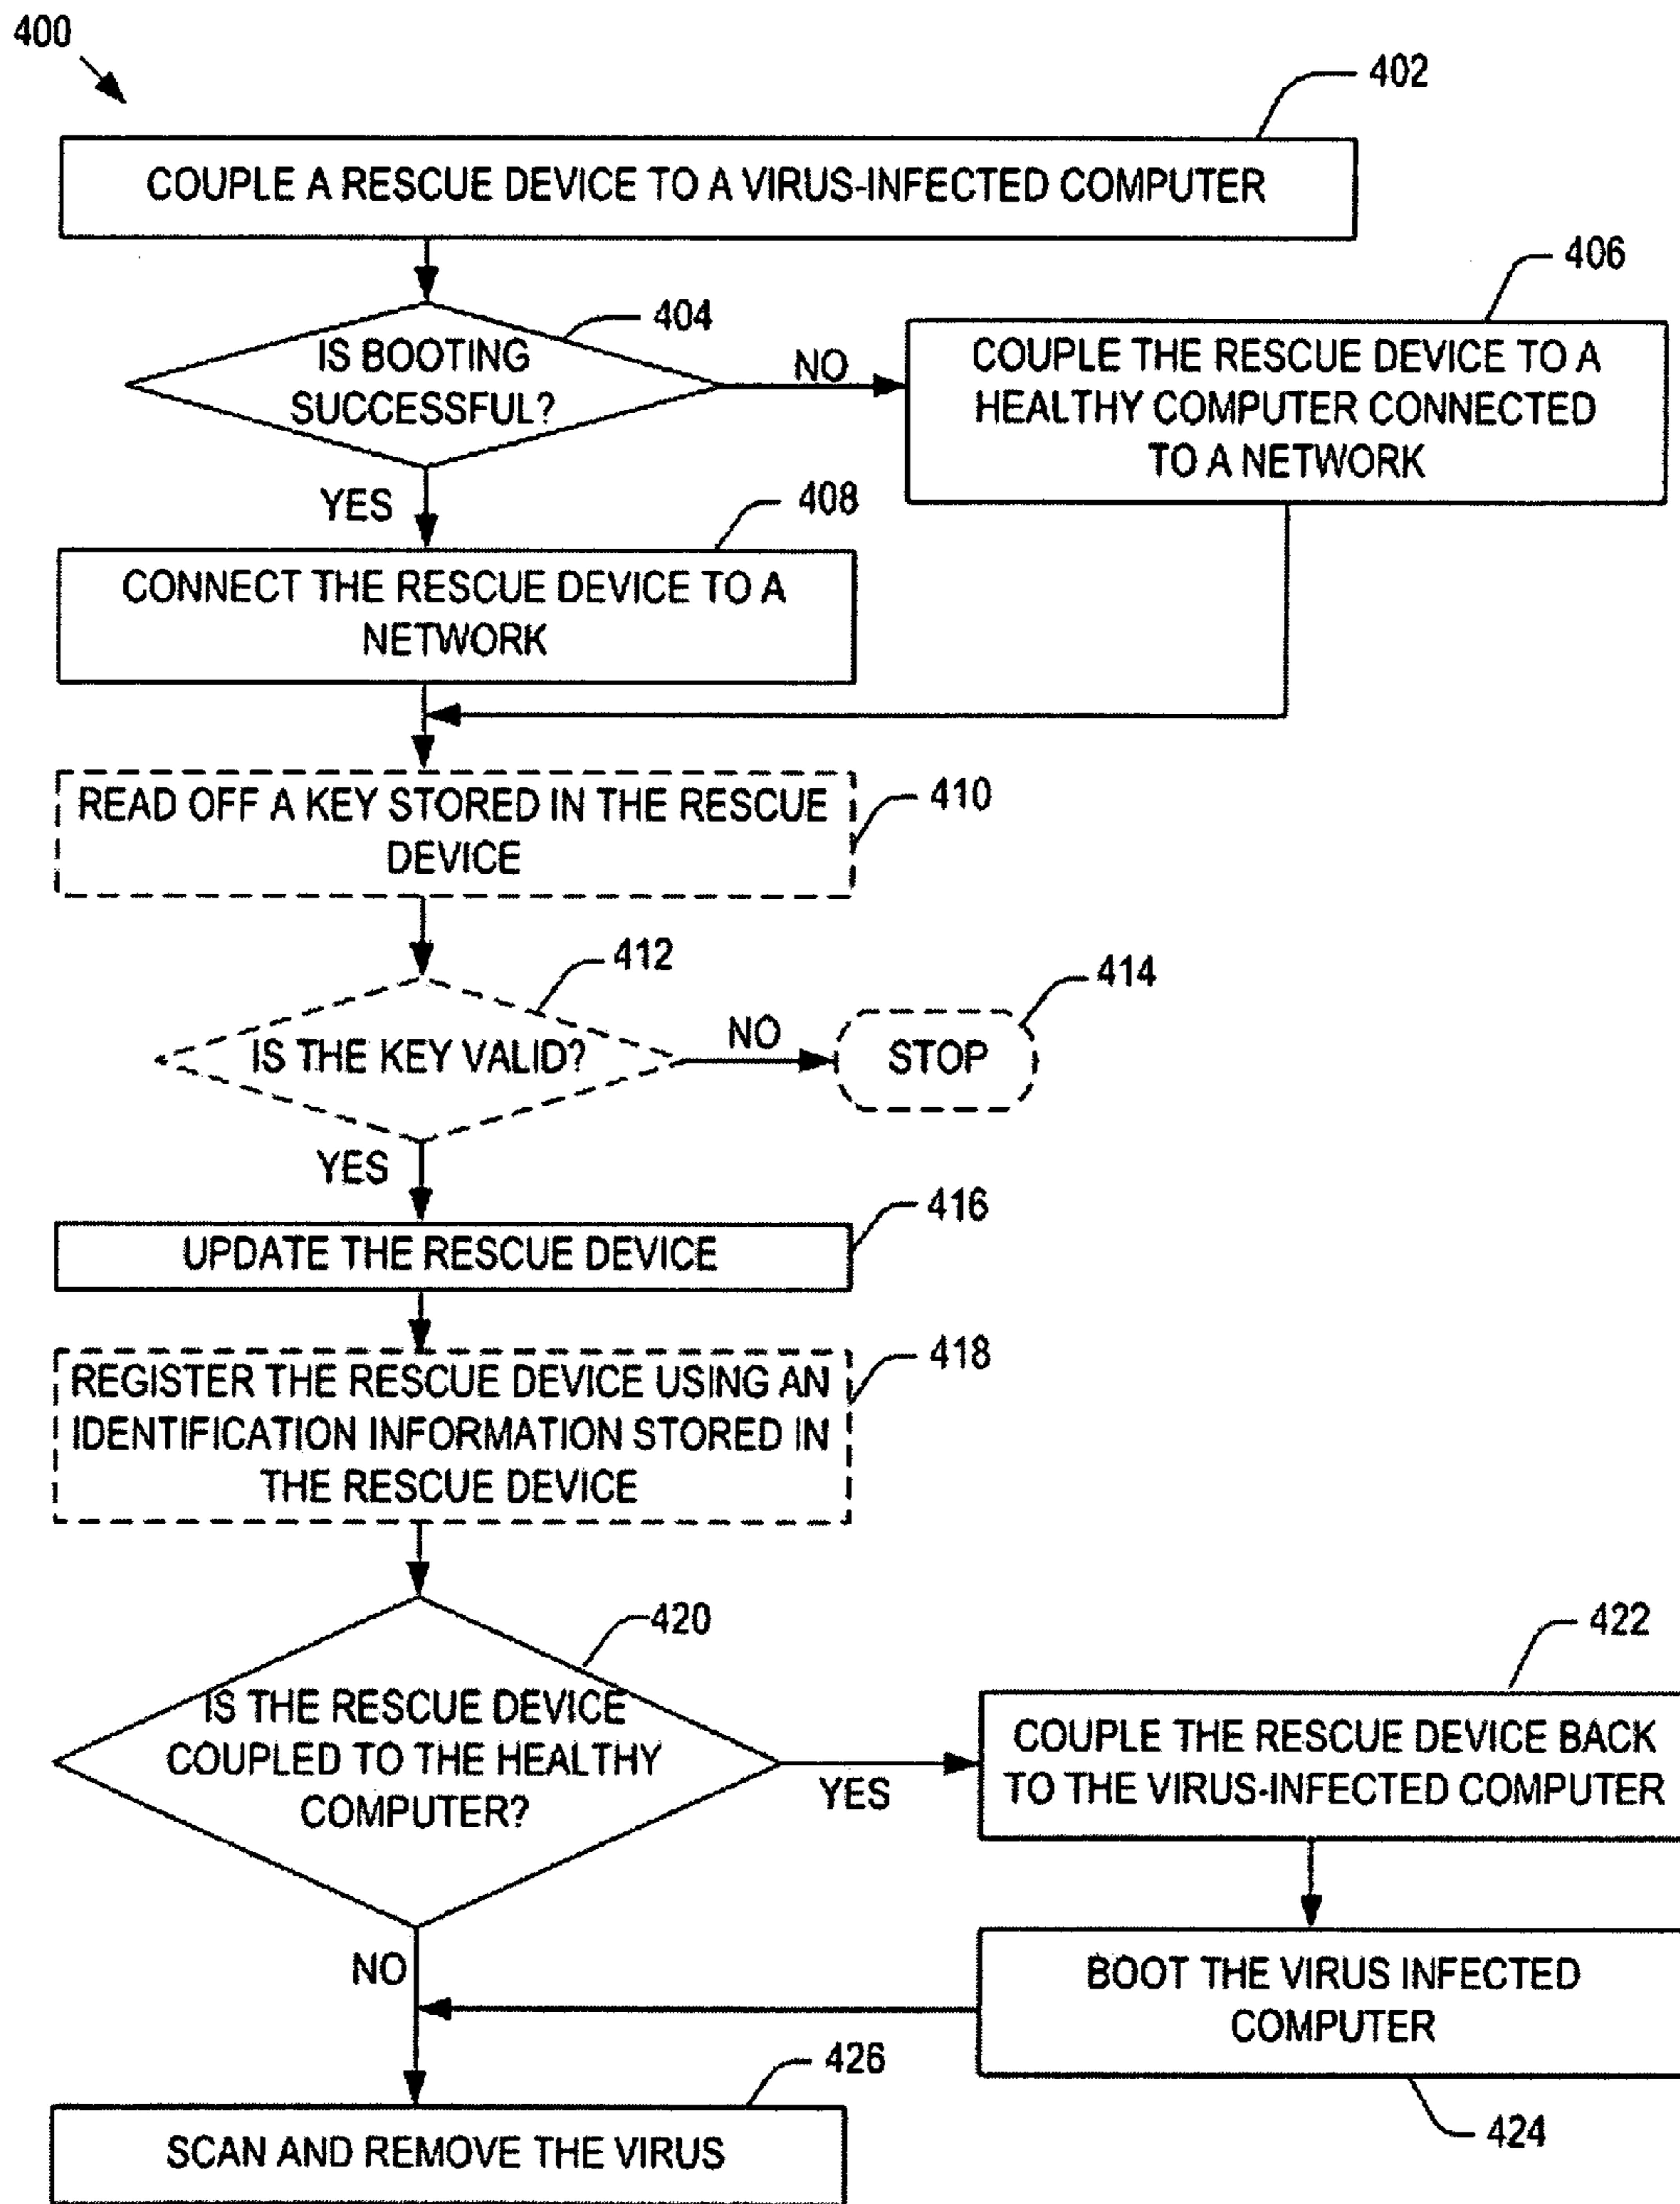 400
402
COUPLE A RESCUE DEVICE TO A VIRUS-INFECTED COMPUTER
404
IS BOOTING
SUCCESSFUL?
NO
406
COUPLE THE RESCUE DEVICE TO A
HEALTHY COMPUTER CONNECTED
TO A NETWORK
YES
408
CONNECT THE RESCUE DEVICE TO A
NETWORK
READ OFF A KEY STORED IN THE RESCUE
DEVICE
410
412
IS THE KEY VALID?
NO
414
STOP
YES
416
UPDATE THE RESCUE DEVICE
418
REGISTER THE RESCUE DEVICE USING AN
IDENTIFICATION INFORMATION STORED IN
THE RESCUE DEVICE
420
IS THE RESCUE DEVICE
COUPLED TO THE HEALTHY
COMPUTER?
YES
422
COUPLE THE RESCUE DEVICE BACK
TO THE VIRUS-INFECTED COMPUTER
NO
BOOT THE VIRUS INFECTED
COMPUTER
424
426
SCAN AND REMOVE THE VIRUS